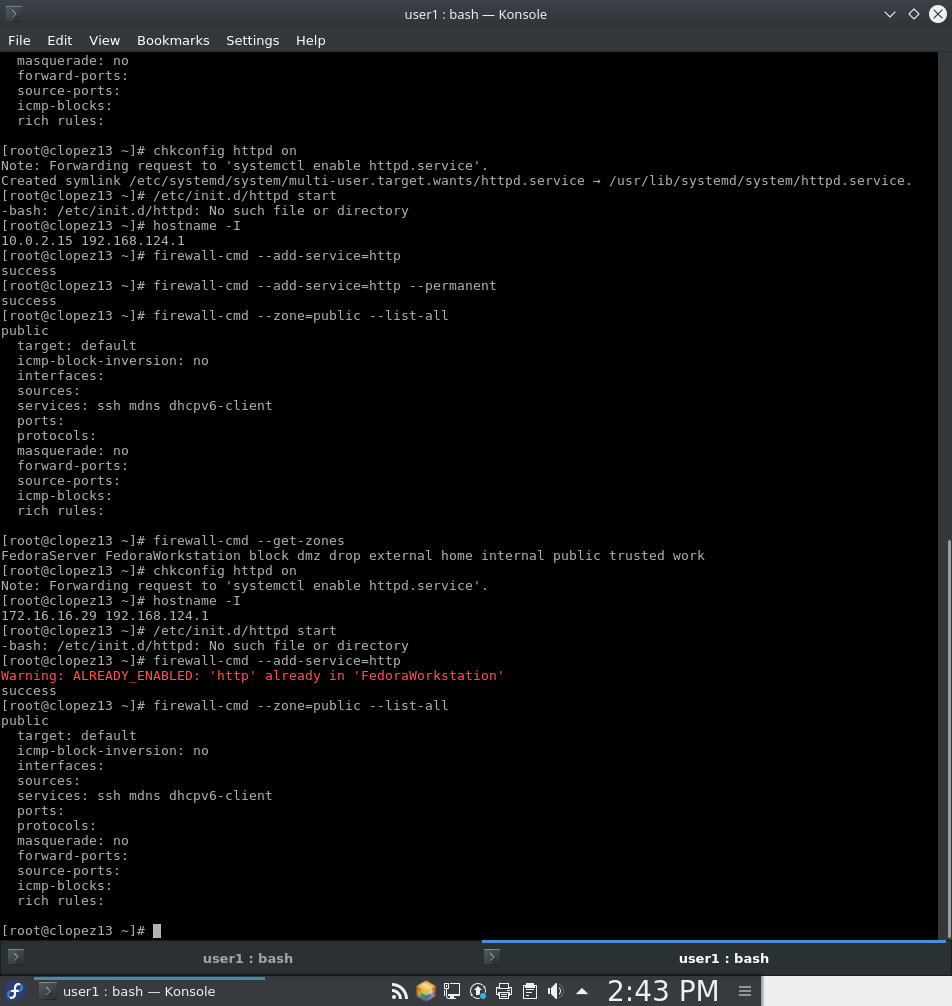 user1 : bash — Konsole
File Edit View Bookmarks Settings Help
  masquerade: no
  forward-ports:
  source-ports:
  icmp-blocks:
  rich rules:

[root@clopez13 ~]# chkconfig httpd on
Note: Forwarding request to 'systemctl enable httpd.service'.
Created symlink /etc/systemd/system/multi-user.target.wants/httpd.service → /usr/lib/systemd/system/httpd.service.
[root@clopez13 ~]# /etc/init.d/httpd start
-bash: /etc/init.d/httpd: No such file or directory
[root@clopez13 ~]# hostname -I
10.0.2.15 192.168.124.1
[root@clopez13 ~]# firewall-cmd --add-service=http
success
[root@clopez13 ~]# firewall-cmd --add-service=http --permanent
success
[root@clopez13 ~]# firewall-cmd --zone=public --list-all
public
  target: default
  icmp-block-inversion: no
  interfaces:
  sources:
  services: ssh mdns dhcpv6-client
  ports:
  protocols:
  masquerade: no
  forward-ports:
  source-ports:
  icmp-blocks:
  rich rules:

[root@clopez13 ~]# firewall-cmd --get-zones
FedoraServer FedoraWorkstation block dmz drop external home internal public trusted work
[root@clopez13 ~]# chkconfig httpd on
Note: Forwarding request to 'systemctl enable httpd.service'.
[root@clopez13 ~]# hostname -I
172.16.16.29 192.168.124.1
[root@clopez13 ~]# /etc/init.d/httpd start
-bash: /etc/init.d/httpd: No such file or directory
[root@clopez13 ~]# firewall-cmd --add-service=http
Warning: ALREADY_ENABLED: 'http' already in 'FedoraWorkstation'
success
[root@clopez13 ~]# firewall-cmd --zone=public --list-all
public
  target: default
  icmp-block-inversion: no
  interfaces:
  sources:
  services: ssh mdns dhcpv6-client
  ports:
  protocols:
  masquerade: no
  forward-ports:
  source-ports:
  icmp-blocks:
  rich rules:

[root@clopez13 ~]#
user1 : bash user1 : bash
user1 : bash — Konsole 2:43 PM